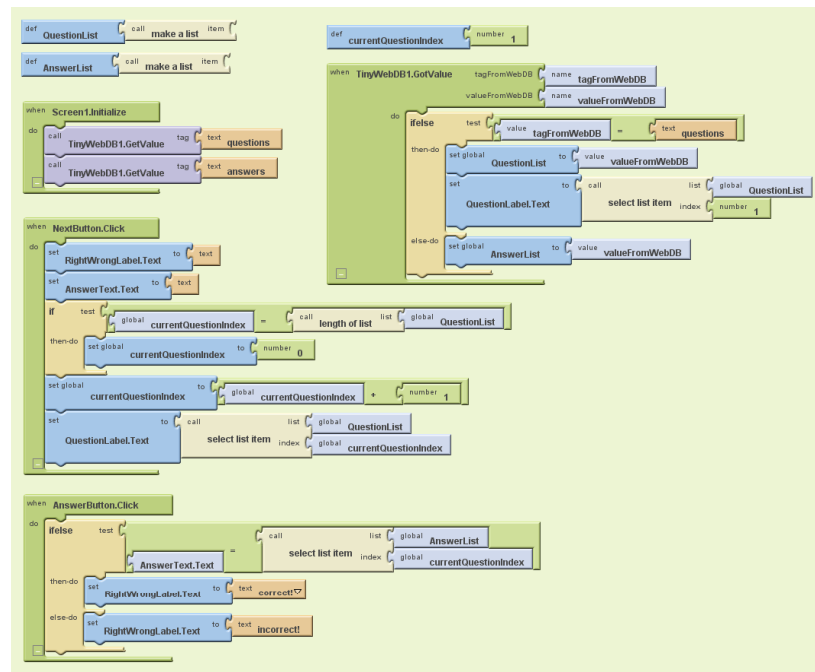 def QuestionList call make a list item
def AnswerList call make a list item
def currentQuestionIndex number 1
when Screen1.Initialize
do call TinyWebDB1.GetValue tag text questions
call TinyWebDB1.GetValue tag text answers
when TinyWebDB1.GotValue tagFromWebDB name tagFromWebDB
valueFromWebDB name valueFromWebDB
do ifelse test value tagFromWebDB = text questions
then-do set global QuestionList to value valueFromWebDB
set QuestionLabel.Text to call select list item list global QuestionList
index number 1
else-do set global AnswerList to value valueFromWebDB
when NextButton.Click
do set RightWrongLabel.Text to text
set AnswerText.Text to text
if test global currentQuestionIndex = call length of list list global QuestionList
then-do set global currentQuestionIndex to number 0
set global currentQuestionIndex to global currentQuestionIndex + number 1
set QuestionLabel.Text to call select list item list global QuestionList
index global currentQuestionIndex
when AnswerButton.Click
do ifelse test AnswerText.Text = call select list item list global AnswerList
index global currentQuestionIndex
then-do set RightWrongLabel.Text to text correct!
else-do set RightWrongLabel.Text to text incorrect!